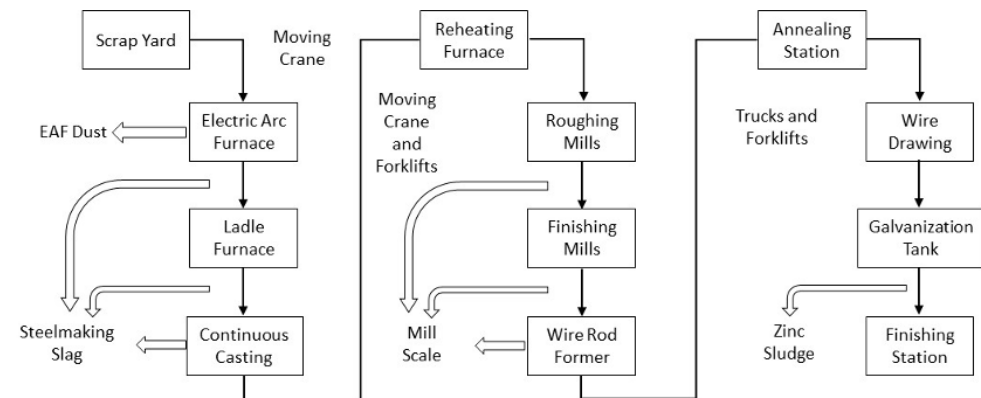 Scrap Yard
Moving
Crane
Electric Arc
Furnace
EAF Dust
Ladle
Furnace
Steelmaking
Slag
Continuous
Casting
Reheating
Furnace
Moving
Crane
and
Forklifts
Roughing
Mills
Finishing
Mills
Mill
Scale
Wire Rod
Former
Annealing
Station
Trucks and
Forklifts
Wire
Drawing
Galvanization
Tank
Zinc
Sludge
Finishing
Station